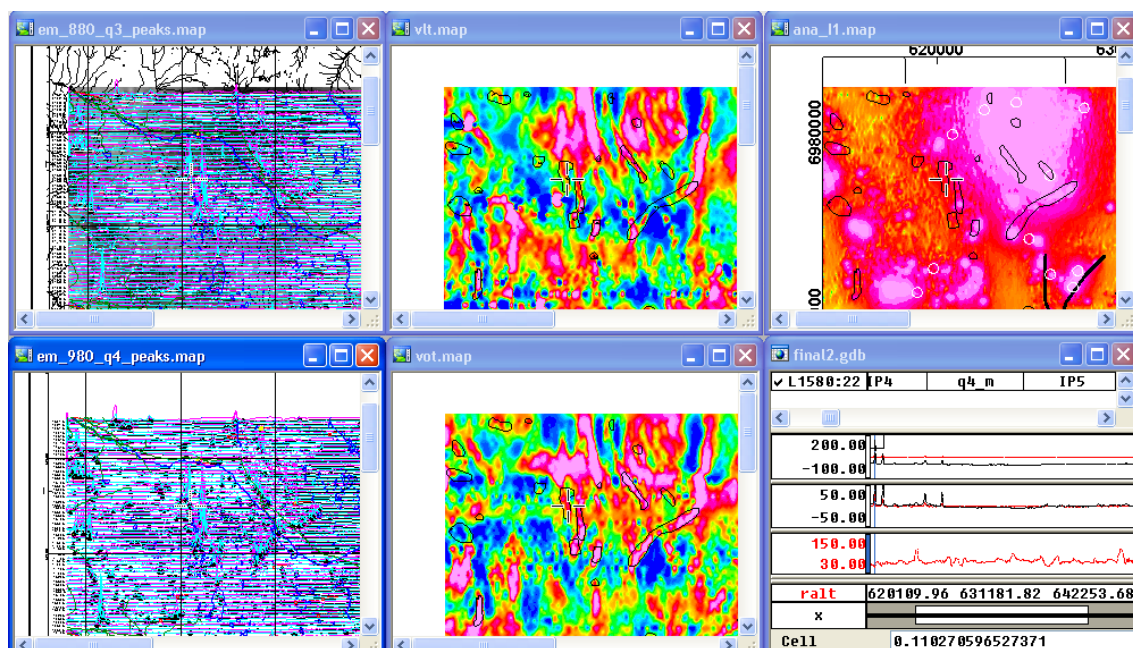 em_880_q3_peaks.map
vlt.map
ana_l1.map
620000
6980000
em_980_q4_peaks.map
vot.map
final2.gdb
✓ L1580:22 IP4 q4_m IP5
200.00
-100.00
50.00
-50.00
150.00
30.00
ralt 620109.96 631181.82 642253.68
x
Cell 0.110270596527371